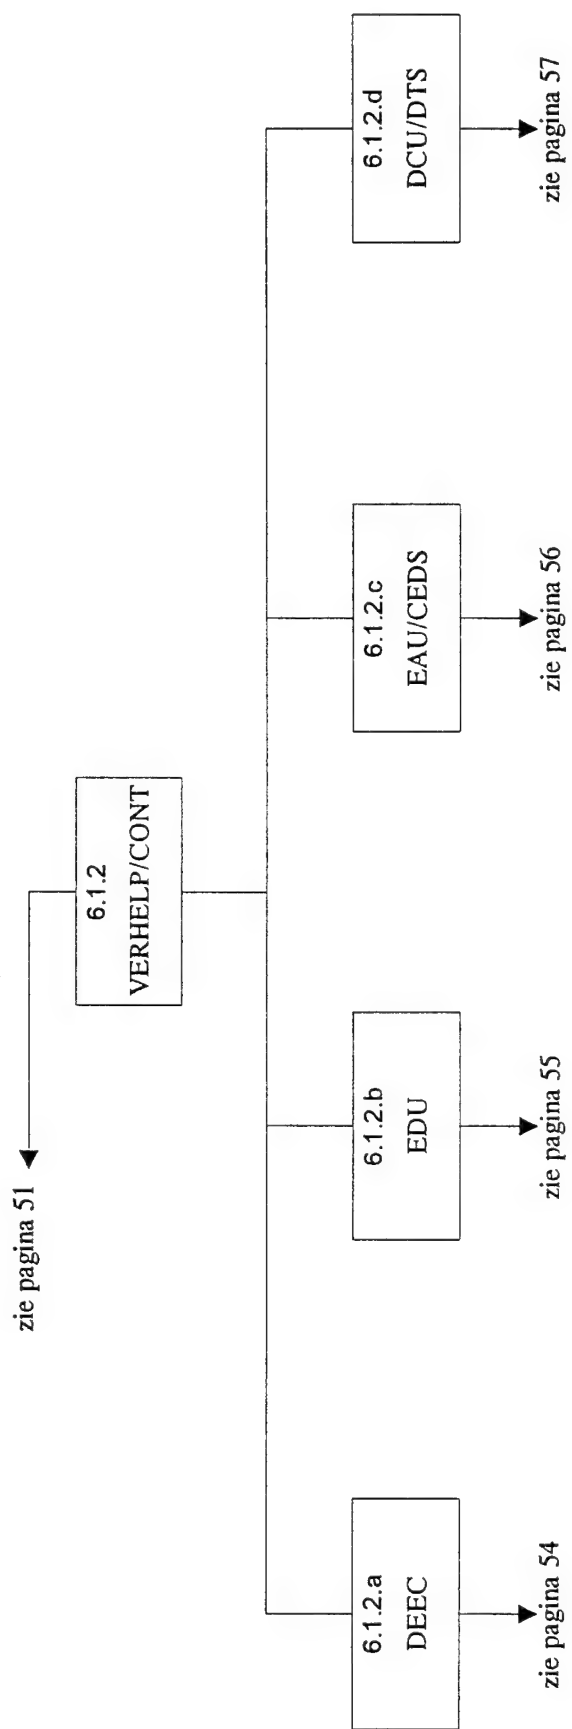 zie pagina 51
6.1.2
VERHELP/CONT
6.1.2.a
DEEC
6.1.2.b
EDU
6.1.2.c
EAU/CEDS
6.1.2.d
DCU/DTS
zie pagina 54
zie pagina 55
zie pagina 56
zie pagina 57